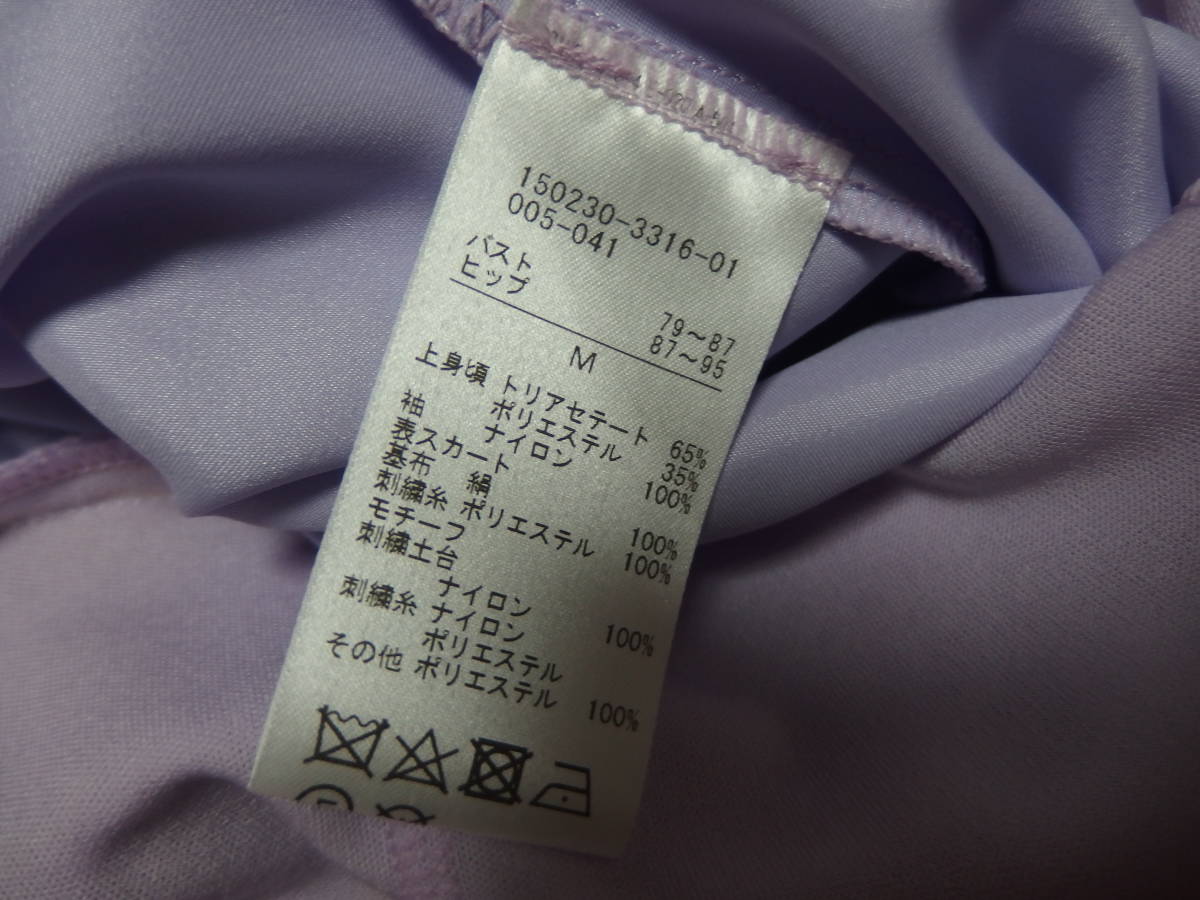 150230-3316-01
005-041
バスト 79～87
ヒップ 87～95
M
上身頃 トリアセテート 65%
ポリエステル 35%
袖 ナイロン 100%
表スカート
基布 絹 100%
刺繍糸 ポリエステル 100%
モチーフ
刺繍土台
ナイロン 100%
刺繍糸 ナイロン
ポリエステル
その他 ポリエステル 100%